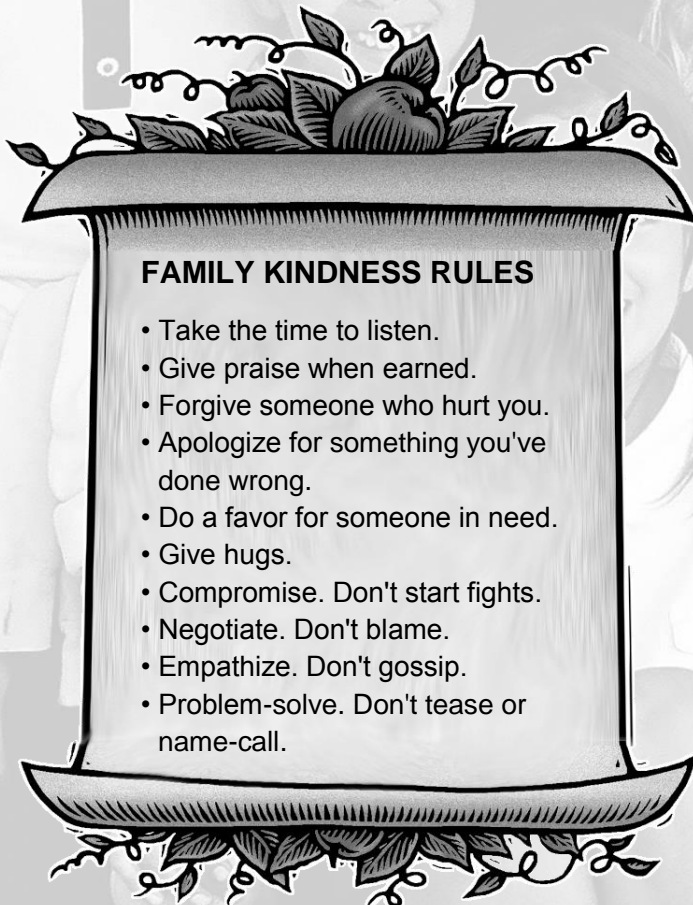 FAMILY KINDNESS RULES
• Take the time to listen.
• Give praise when earned.
• Forgive someone who hurt you.
• Apologize for something you've
done wrong.
• Do a favor for someone in need.
• Give hugs.
• Compromise. Don't start fights.
• Negotiate. Don't blame.
• Empathize. Don't gossip.
• Problem-solve. Don't tease or
name-call.